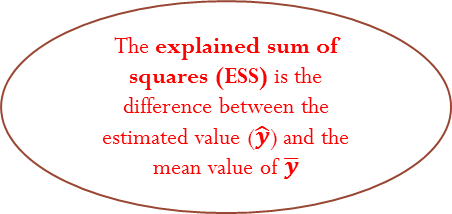 The explained sum of
squares (ESS) is the
difference between the
estimated value (ŷ) and the
mean value of ȳ